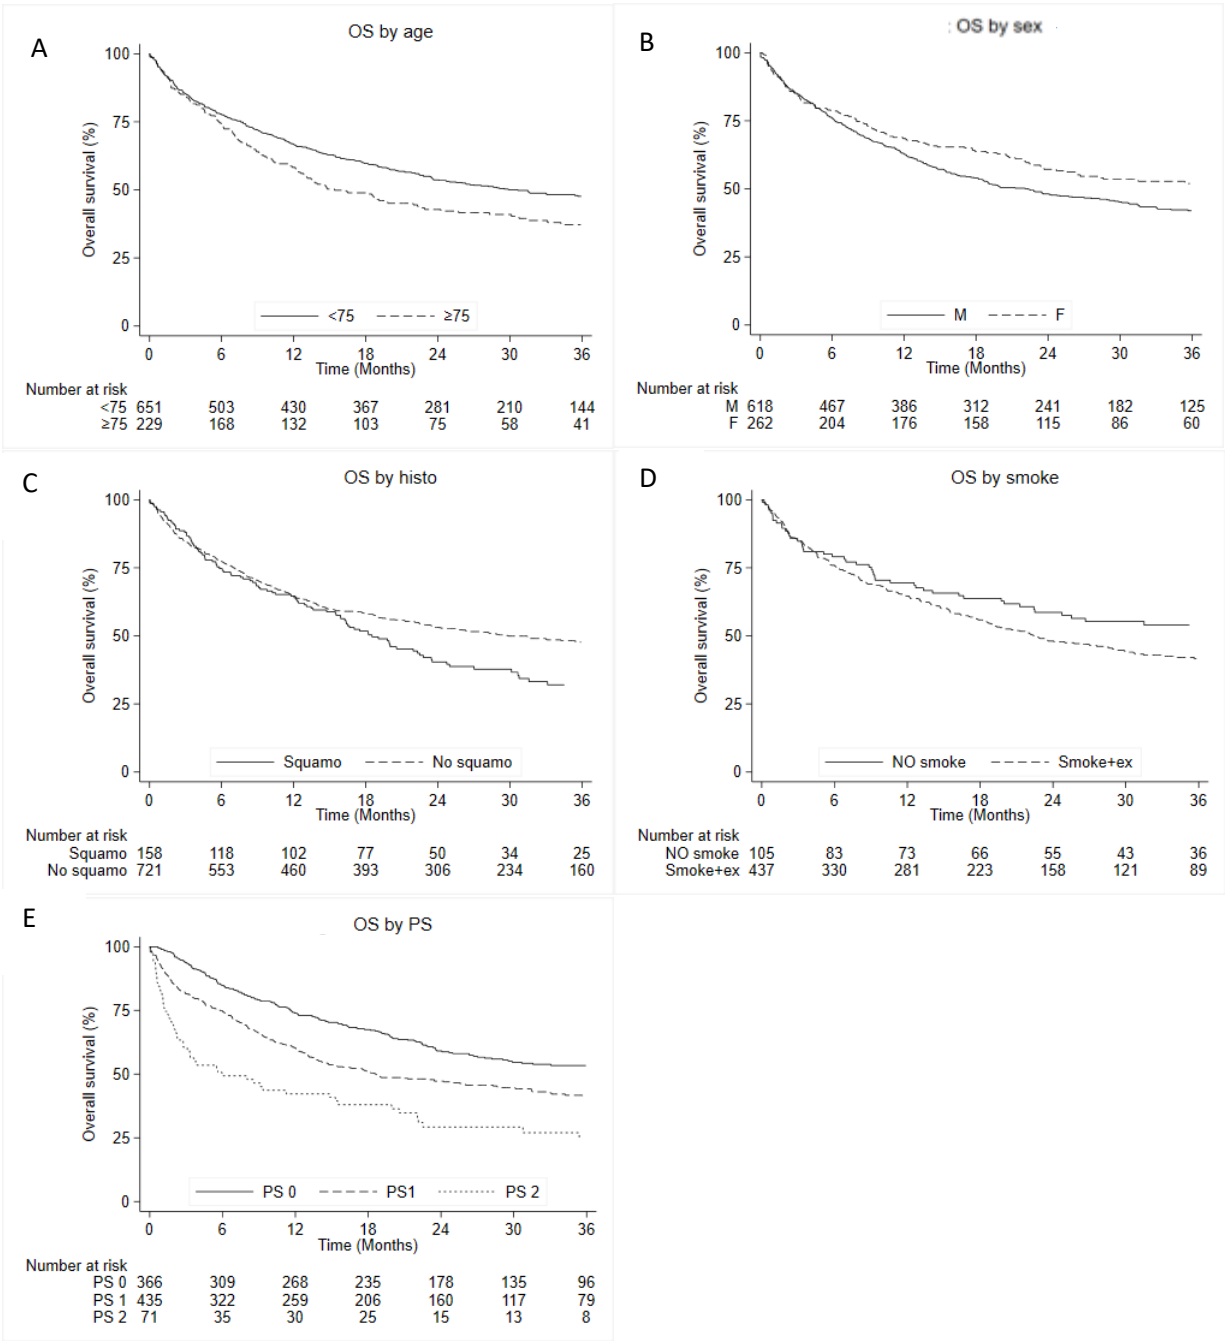 A
OS by age
100
75
50
25
0
Overall survival (%)
<75 ≥75
0 6 12 18 24 30 36
Time (Months)
Number at risk
<75 651 503 430 367 281 210 144
≥75 229 168 132 103 75 58 41
B
: OS by sex
100
75
50
25
0
Overall survival (%)
M F
0 6 12 18 24 30 36
Time (Months)
Number at risk
M 618 467 386 312 241 182 125
F 262 204 176 158 115 86 60
C
OS by histo
100
75
50
25
0
Overall survival (%)
Squamo No squamo
0 6 12 18 24 30 36
Time (Months)
Number at risk
Squamo 158 118 102 77 50 34 25
No squamo 721 553 460 393 306 234 160
D
OS by smoke
100
75
50
25
0
Overall survival (%)
NO smoke Smoke+ex
0 6 12 18 24 30 36
Time (Months)
Number at risk
NO smoke 105 83 73 66 55 43 36
Smoke+ex 437 330 281 223 158 121 89
E
OS by PS
100
75
50
25
0
Overall survival (%)
PS 0 PS1 PS 2
0 6 12 18 24 30 36
Time (Months)
Number at risk
PS 0 366 309 268 235 178 135 96
PS 1 435 322 259 206 160 117 79
PS 2 71 35 30 25 15 13 8